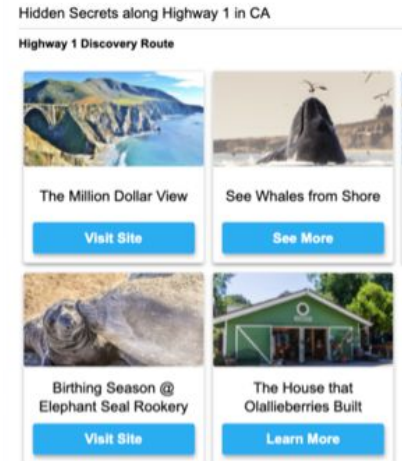 Hidden Secrets along Highway 1 in CA
Highway 1 Discovery Route
The Million Dollar View
Visit Site
See Whales from Shore
See More
Birthing Season @
Elephant Seal Rookery
Visit Site
The House that
Olallieberries Built
Learn More